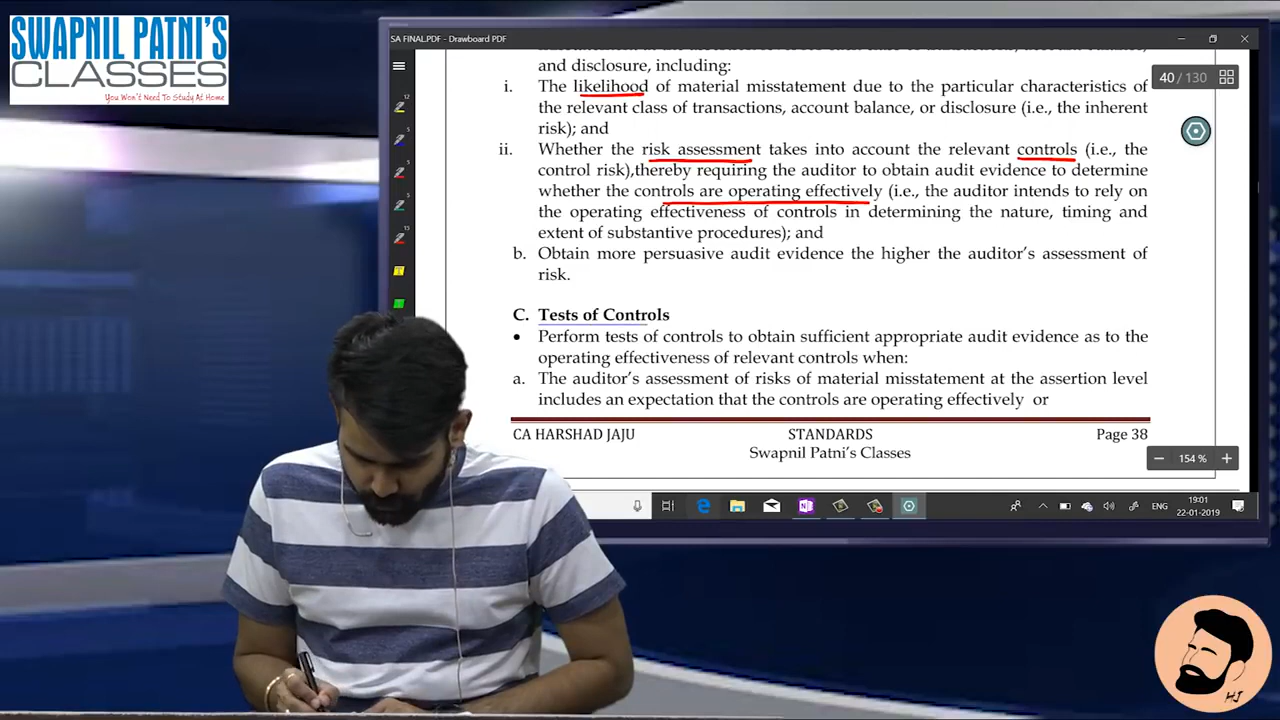 SWAPNIL PATNI'S
CLASSES
You Won't Need To Study At Home
SA FINAL.PDF - Drawboard PDF
40 / 130
and disclosure, including:
i. The likelihood of material misstatement due to the particular characteristics of
the relevant class of transactions, account balance, or disclosure (i.e., the inherent
risk); and
ii. Whether the risk assessment takes into account the relevant controls (i.e., the
control risk),thereby requiring the auditor to obtain audit evidence to determine
whether the controls are operating effectively (i.e., the auditor intends to rely on
the operating effectiveness of controls in determining the nature, timing and
extent of substantive procedures); and
b. Obtain more persuasive audit evidence the higher the auditor's assessment of
risk.
C. Tests of Controls
• Perform tests of controls to obtain sufficient appropriate audit evidence as to the
operating effectiveness of relevant controls when:
a. The auditor's assessment of risks of material misstatement at the assertion level
includes an expectation that the controls are operating effectively or
CA HARSHAD JAJU STANDARDS Page 38
Swapnil Patni's Classes
154 %
ENG
19:01
22-01-2019
HJ